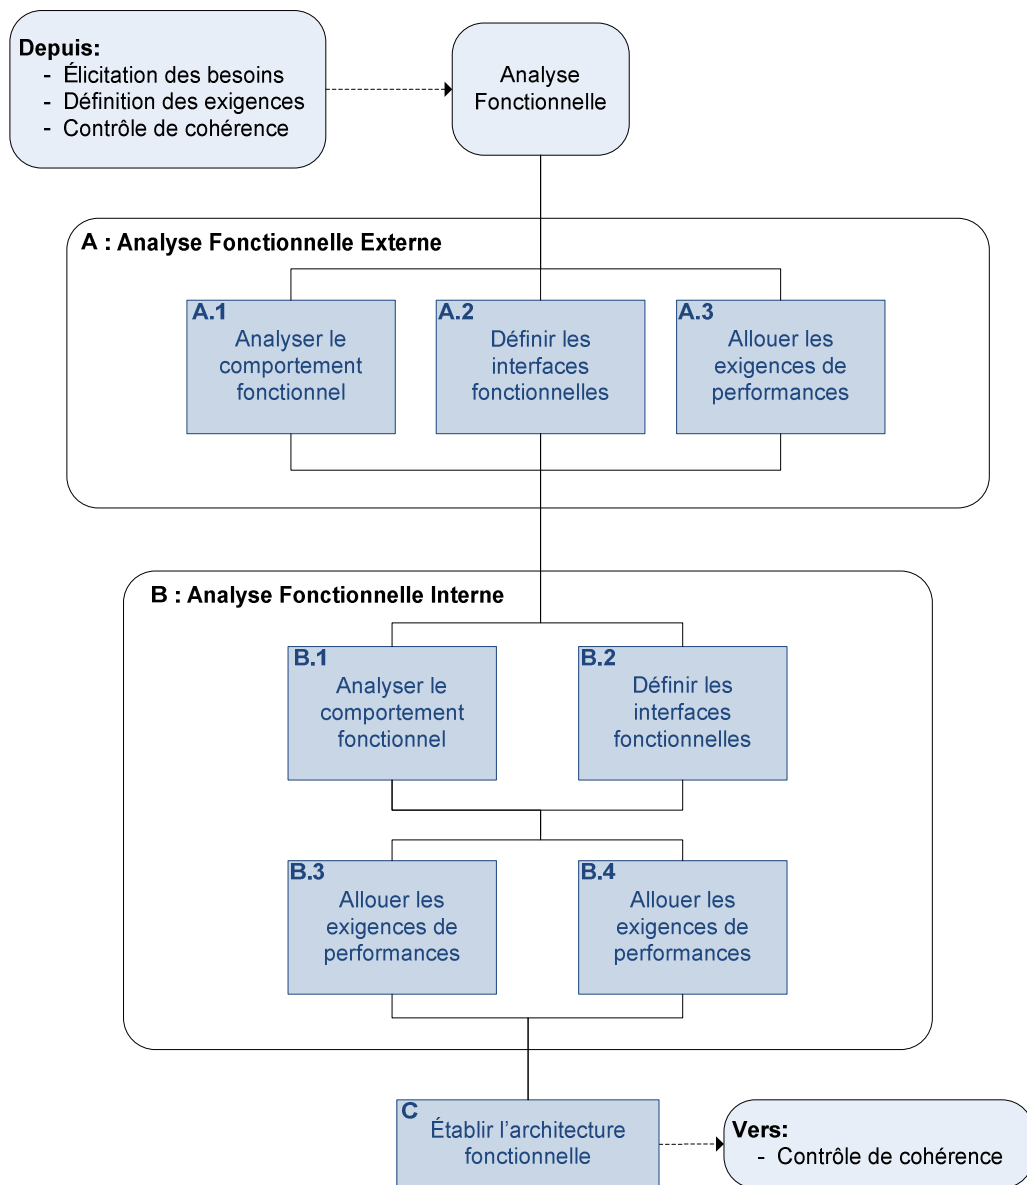 Depuis:
- Élicitation des besoins
- Définition des exigences
- Contrôle de cohérence
Analyse
Fonctionnelle
A : Analyse Fonctionnelle Externe
A.1
Analyser le
comportement
fonctionnel
A.2
Définir les
interfaces
fonctionnelles
A.3
Allouer les
exigences de
performances
B : Analyse Fonctionnelle Interne
B.1
Analyser le
comportement
fonctionnel
B.2
Définir les
interfaces
fonctionnelles
B.3
Allouer les
exigences de
performances
B.4
Allouer les
exigences de
performances
C
Établir l’architecture
fonctionnelle
Vers:
- Contrôle de cohérence